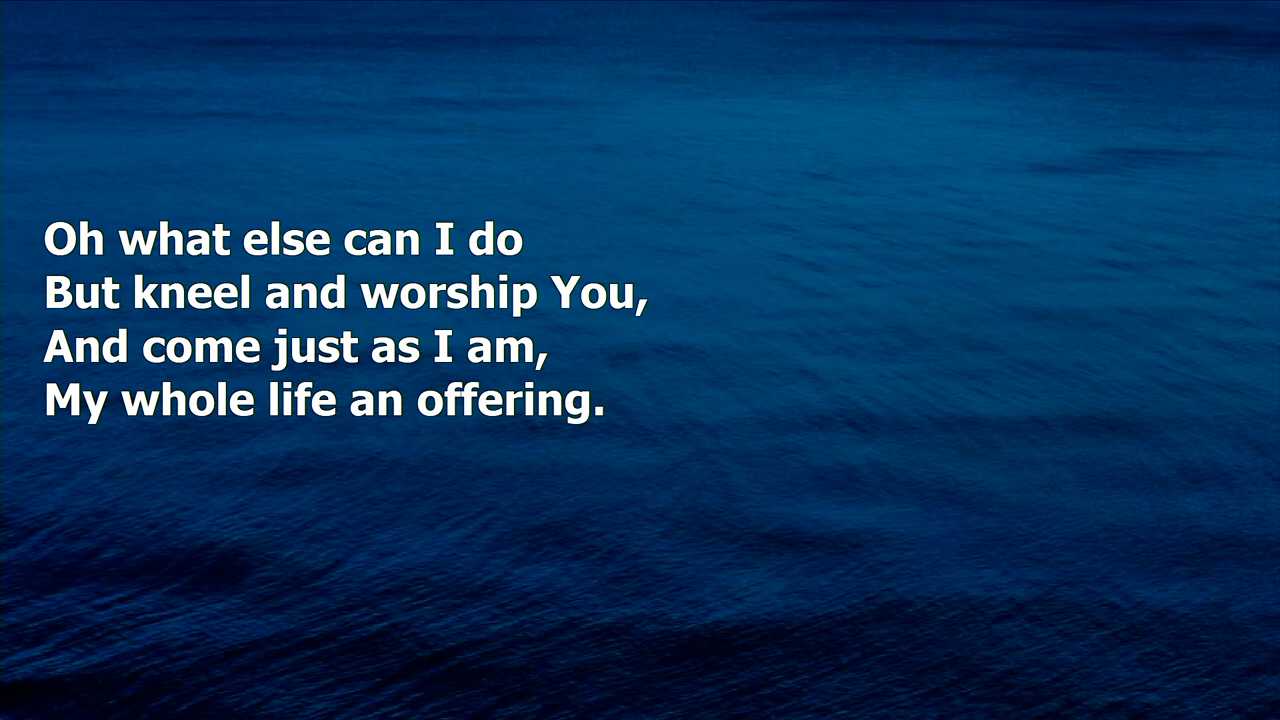 Oh what else can I do
But kneel and worship You,
And come just as I am,
My whole life an offering.